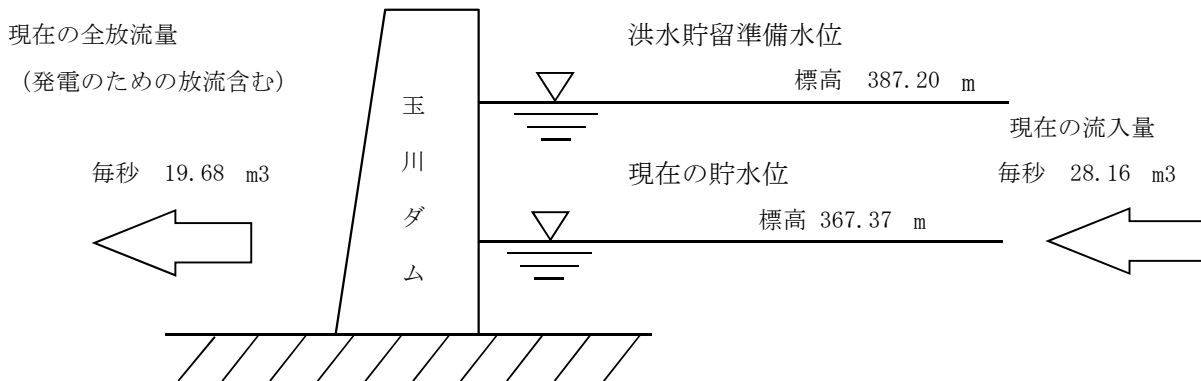 現在の全放流量
（発電のための放流含む）
毎秒　19.68　m3
玉川ダム
洪水貯留準備水位
標高　387.20　m
現在の貯水位
標高 367.37　m
現在の流入量
毎秒　28.16　m3